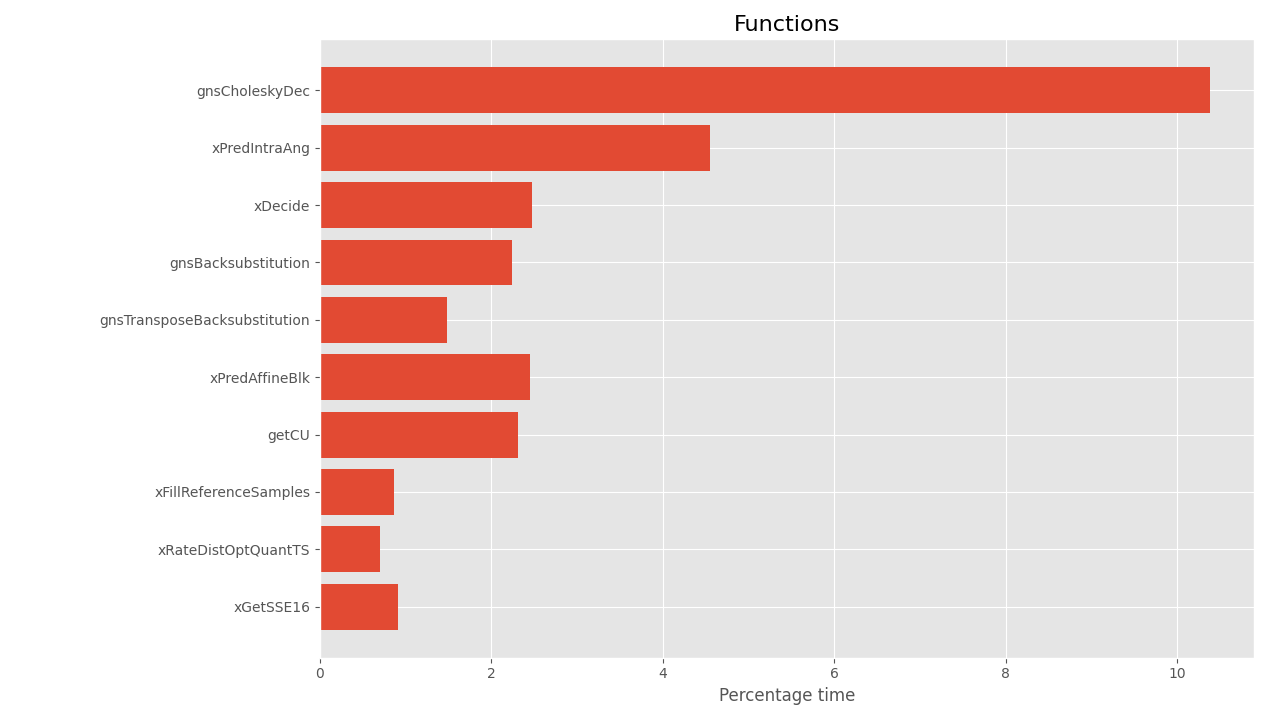 Functions
gnsCholeskyDec
xPredIntraAng
xDecide
gnsBacksubstitution
gnsTransposeBacksubstitution
xPredAffineBlk
getCU
xFillReferenceSamples
xRateDistOptQuantTS
xGetSSE16
0 2 4 6 8 10
Percentage time